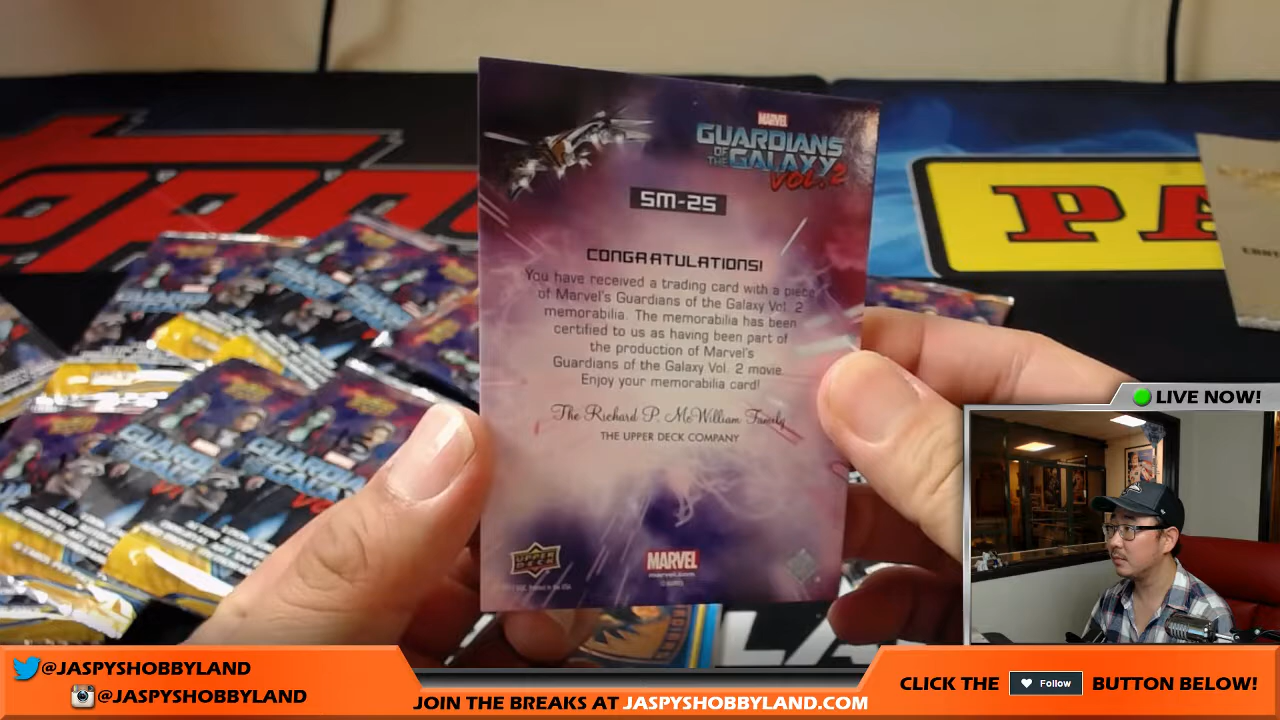 MARVEL
GUARDIANS
OF THE GALAXY
VOL. 2
SM-25
CONGRATULATIONS!
You have received a trading card with a piece
of Marvel's Guardians of the Galaxy Vol. 2
memorabilia. The memorabilia has been
certified to us as having been part of
the production of Marvel's
Guardians of the Galaxy Vol. 2 movie.
Enjoy your memorabilia card!
The Richard P. McWilliam Family
THE UPPER DECK COMPANY
UPPER DECK
MARVEL
marvel.com
PA
LIVE NOW!
@JASPYSHOBBYLAND
@JASPYSHOBBYLAND
JOIN THE BREAKS AT JASPYSHOBBYLAND.COM
CLICK THE Follow BUTTON BELOW!